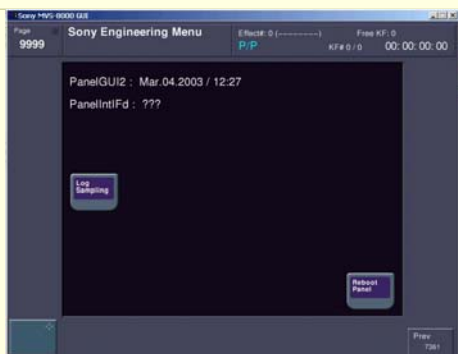 Sony MVS-8000 GUI
Page
9999
Sony Engineering Menu
Effect#: 0 (--------)
Free KF: 0
P/P
KF# 0 / 0
00: 00: 00: 00
PanelGUI2 : Mar.04.2003 / 12:27
PanelIntIFd : ???
Log
Sampling
Reboot
Panel
Prev
7361